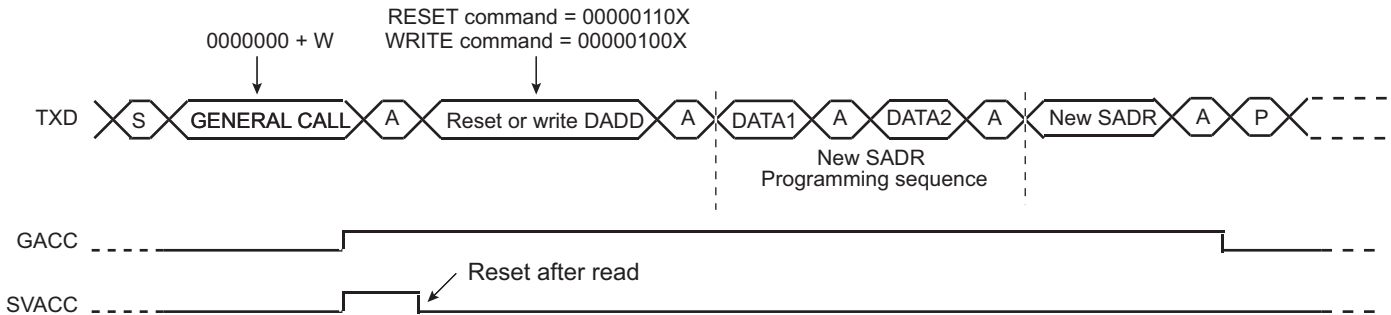 RESET command = 00000110X
0000000 + W
WRITE command = 00000100X
TXD S GENERAL CALL A Reset or write DADD A DATA1 A DATA2 A New SADR A P
New SADR
Programming sequence
GACC
Reset after read
SVACC